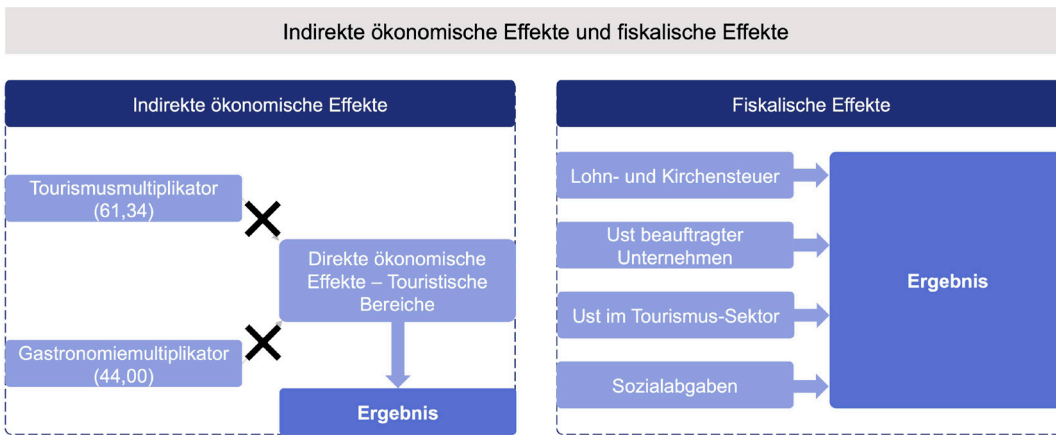 Indirekte ökonomische Effekte und fiskalische Effekte
Indirekte ökonomische Effekte
Tourismusmultiplikator
(61,34)
Direkte ökonomische
Effekte – Touristische
Bereiche
Gastronomiemultiplikator
(44,00)
Ergebnis
Fiskalische Effekte
Lohn- und Kirchensteuer
Ust beauftragter
Unternehmen
Ust im Tourismus-Sektor
Sozialabgaben
Ergebnis